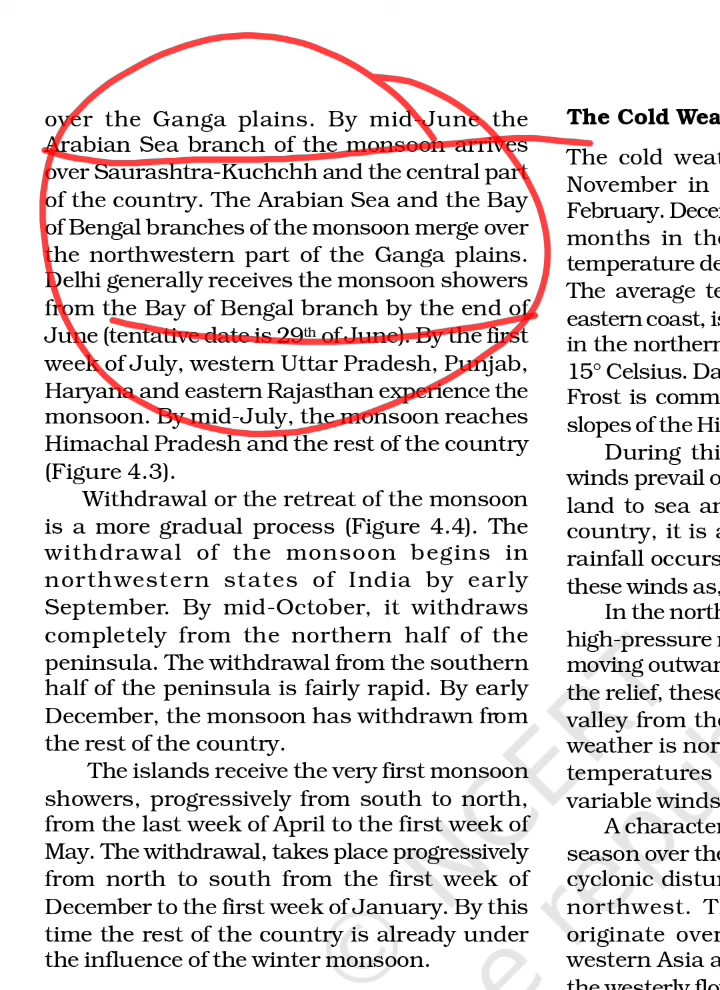 over the Ganga plains. By mid-June the
Arabian Sea branch of the monsoon arrives
over Saurashtra-Kuchchh and the central part
of the country. The Arabian Sea and the Bay
of Bengal branches of the monsoon merge over
the northwestern part of the Ganga plains.
Delhi generally receives the monsoon showers
from the Bay of Bengal branch by the end of
June (tentative date is 29th of June). By the first
week of July, western Uttar Pradesh, Punjab,
Haryana and eastern Rajasthan experience the
monsoon. By mid-July, the monsoon reaches
Himachal Pradesh and the rest of the country
(Figure 4.3).
Withdrawal or the retreat of the monsoon
is a more gradual process (Figure 4.4). The
withdrawal of the monsoon begins in
northwestern states of India by early
September. By mid-October, it withdraws
completely from the northern half of the
peninsula. The withdrawal from the southern
half of the peninsula is fairly rapid. By early
December, the monsoon has withdrawn from
the rest of the country.
The islands receive the very first monsoon
showers, progressively from south to north,
from the last week of April to the first week of
May. The withdrawal, takes place progressively
from north to south from the first week of
December to the first week of January. By this
time the rest of the country is already under
the influence of the winter monsoon.
The Cold Wea
The cold weat
November in
February. Dece
months in the
temperature de
The average te
eastern coast, is
in the northern
15° Celsius. Da
Frost is comm
slopes of the Hi
During thi
winds prevail o
land to sea an
country, it is a
rainfall occurs
these winds as,
In the north
high-pressure r
moving outwar
the relief, these
valley from the
weather is nor
temperatures
variable winds
A character
season over the
cyclonic distur
northwest. T
originate over
western Asia a
the westerly flo
© NCERT
e republ